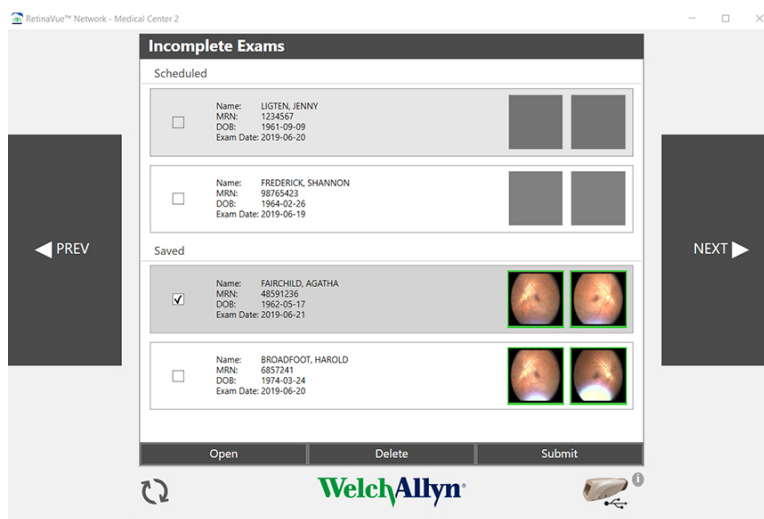 RetinaVue™ Network - Medical Center 2
Incomplete Exams
Scheduled
Name: LIGTEN, JENNY
MRN: 1234567
DOB: 1961-09-09
Exam Date: 2019-06-20
Name: FREDERICK, SHANNON
MRN: 98765423
DOB: 1964-02-26
Exam Date: 2019-06-19
PREV
NEXT
Saved
Name: FAIRCHILD, AGATHA
MRN: 48591236
DOB: 1962-05-17
Exam Date: 2019-06-21
Name: BROADFOOT, HAROLD
MRN: 6857241
DOB: 1974-03-24
Exam Date: 2019-06-20
Open Delete Submit
WelchAllyn®
i